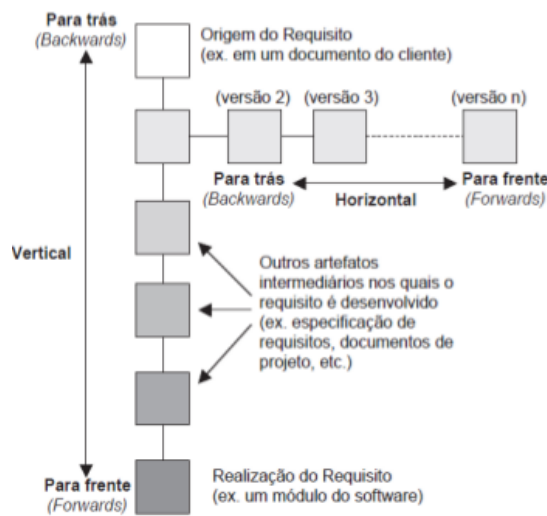 Para trás
(Backwards)
Origem do Requisito
(ex. em um documento do cliente)
(versão 2)
(versão 3)
(versão n)
Para trás
(Backwards)
Horizontal
Para frente
(Forwards)
Vertical
Outros artefatos
intermediários nos quais o
requisito é desenvolvido
(ex. especificação de
requisitos, documentos de
projeto, etc.)
Para frente
(Forwards)
Realização do Requisito
(ex. um módulo do software)